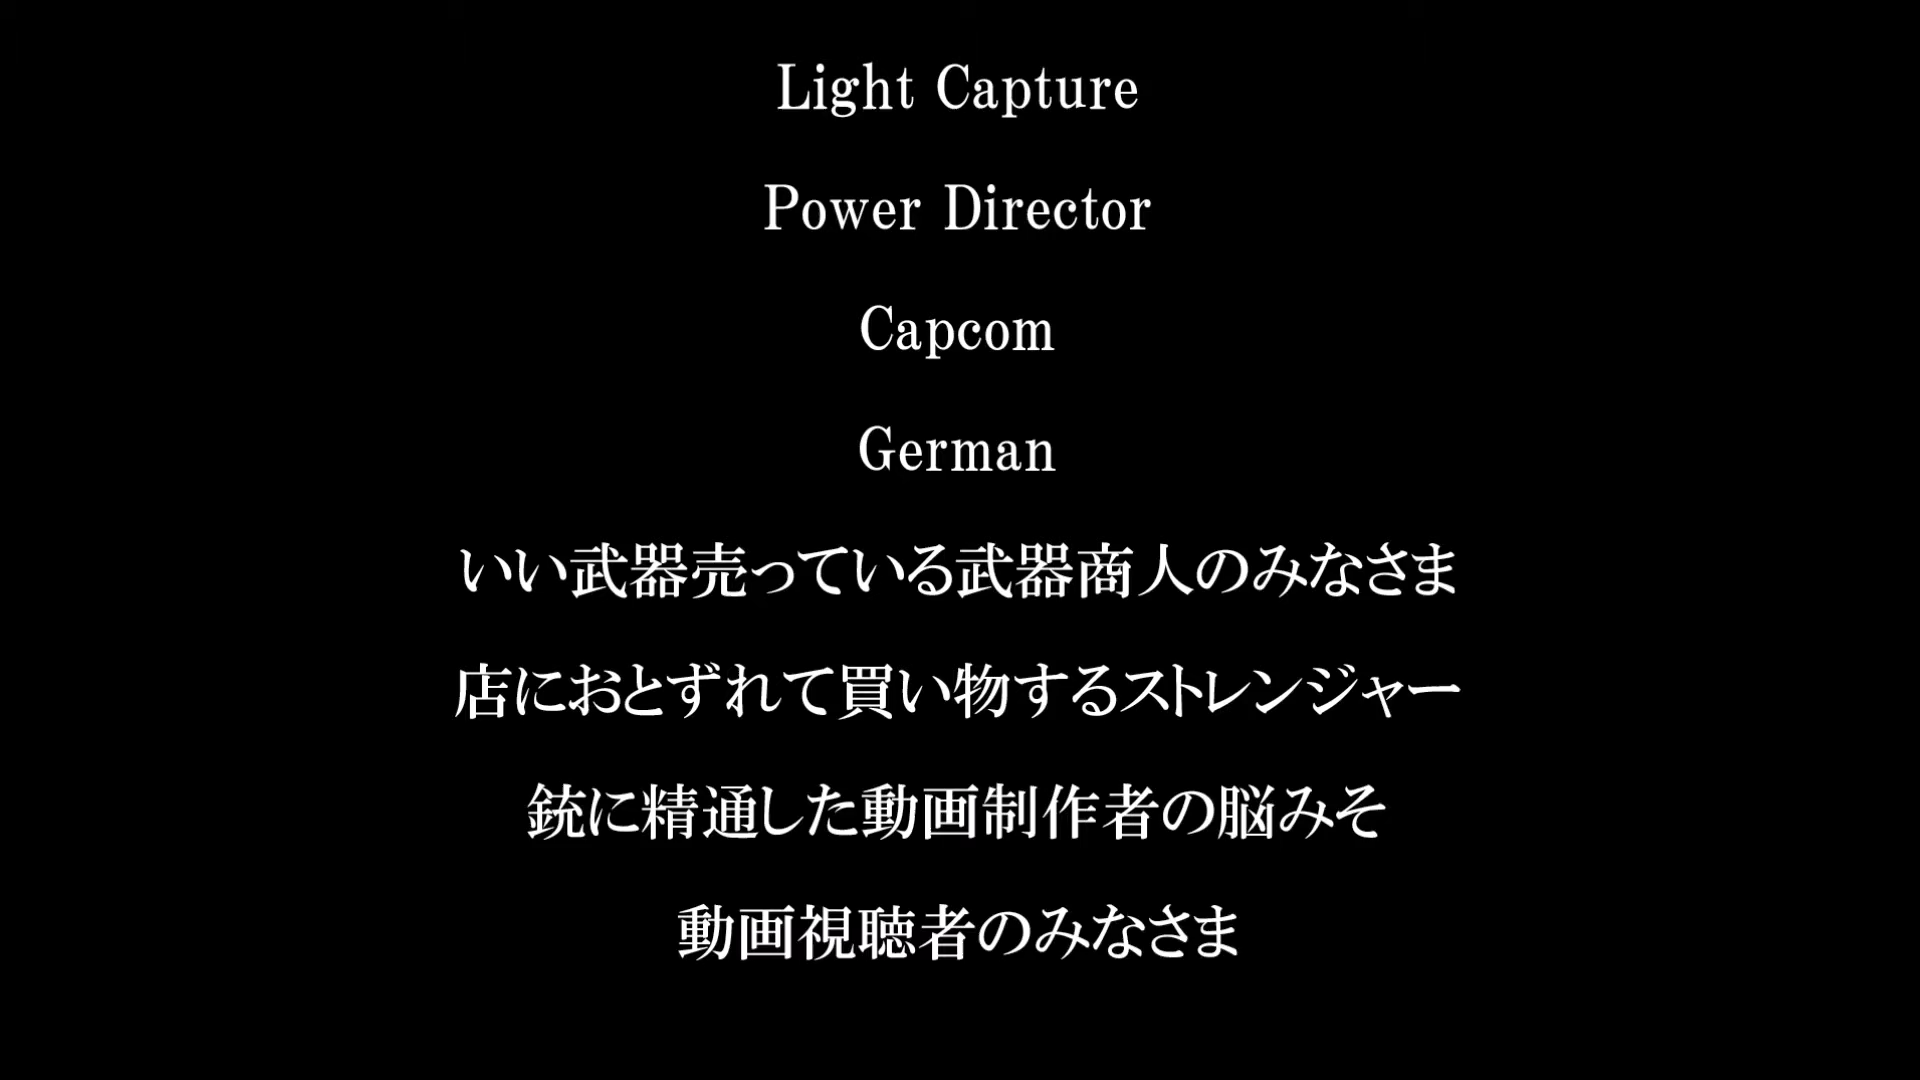 Light Capture
Power Director
Capcom
German
いい武器売っている武器商人のみなさま
店におとずれて買い物するストレンジャー
銃に精通した動画制作者の脳みそ
動画視聴者のみなさま